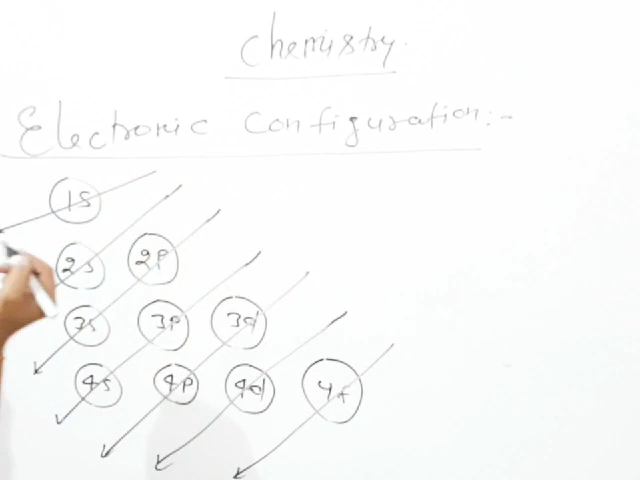 Chemistry.
Electronic Configuration:-
1s
2s 2p
3s 3p 3d
4s 4p 4d 4f